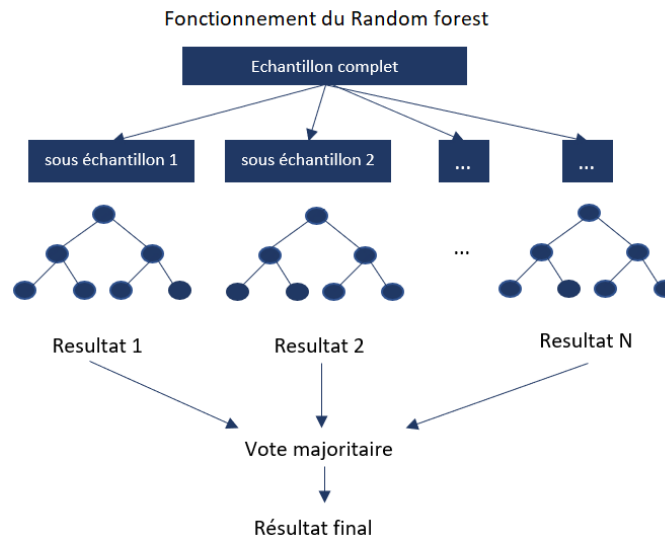 Fonctionnement du Random forest
Echantillon complet
sous échantillon 1
sous échantillon 2
...
...
...
Resultat 1
Resultat 2
Resultat N
Vote majoritaire
Résultat final